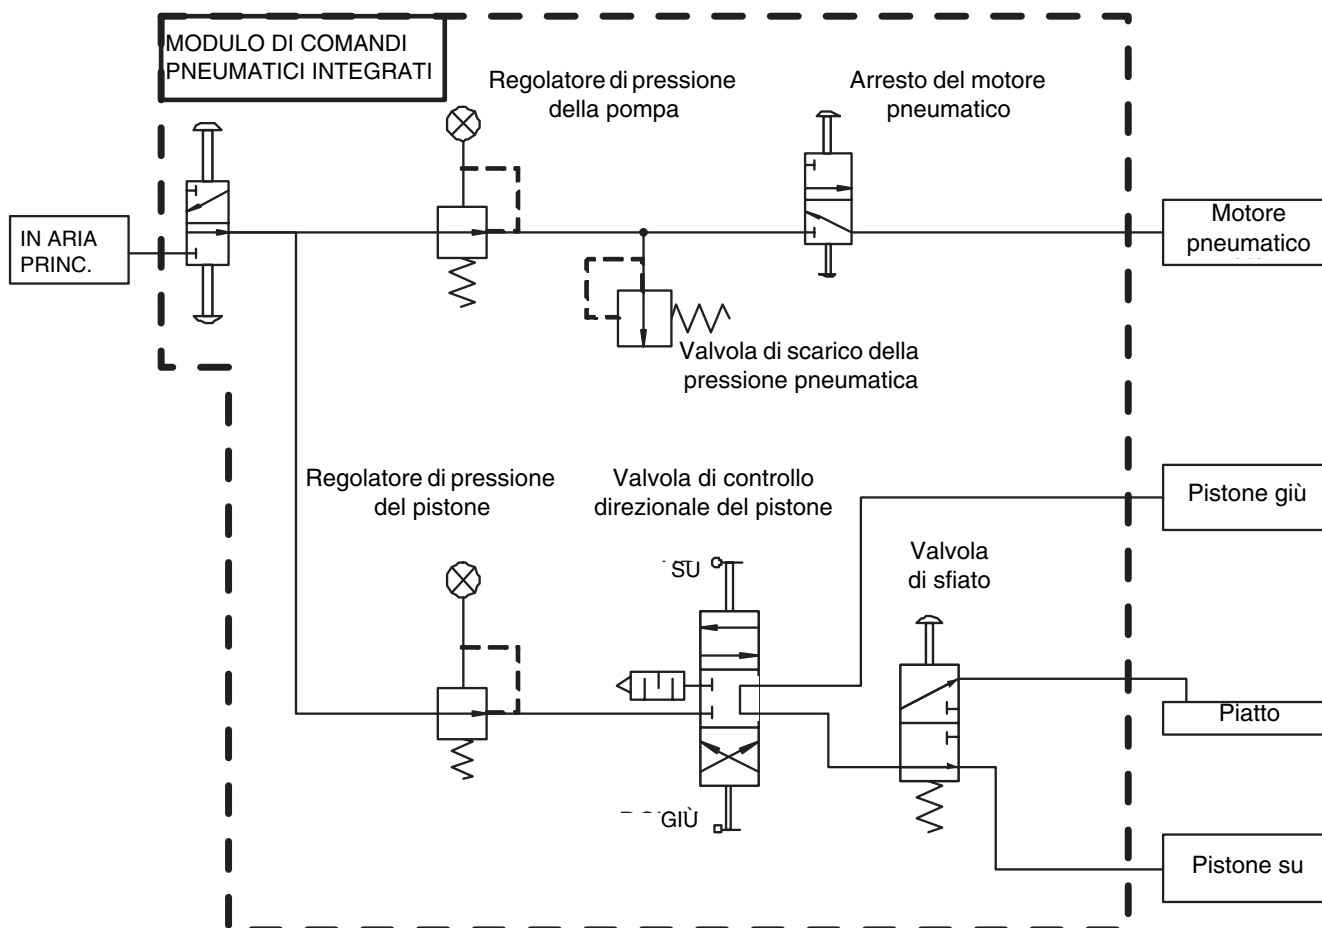 MODULO DI COMANDI
PNEUMATICI INTEGRATI
Regolatore di pressione
della pompa
Arresto del motore
pneumatico
IN ARIA
PRINC.
Motore
pneumatico
Valvola di scarico della
pressione pneumatica
Regolatore di pressione
del pistone
Valvola di controllo
direzionale del pistone
Pistone giù
Valvola
di sfiato
SU
Piatto
GIÙ
Pistone su